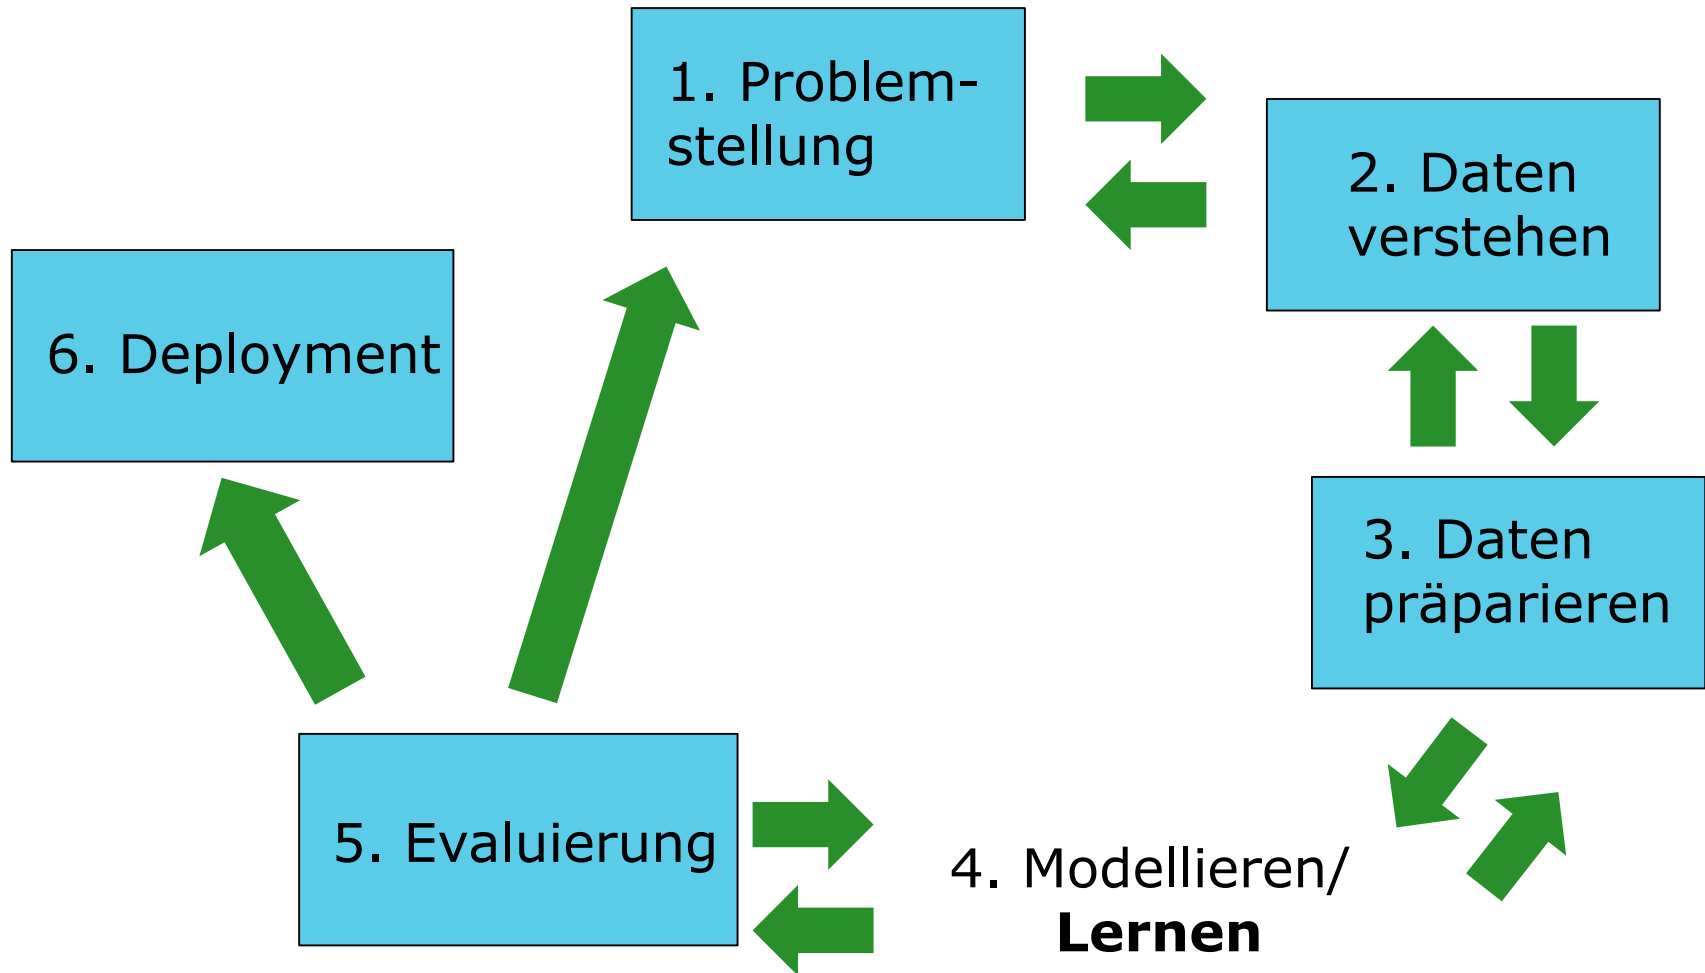 1. Problem-
stellung
2. Daten
verstehen
3. Daten
präparieren
4. Modellieren/
Lernen
5. Evaluierung
6. Deployment